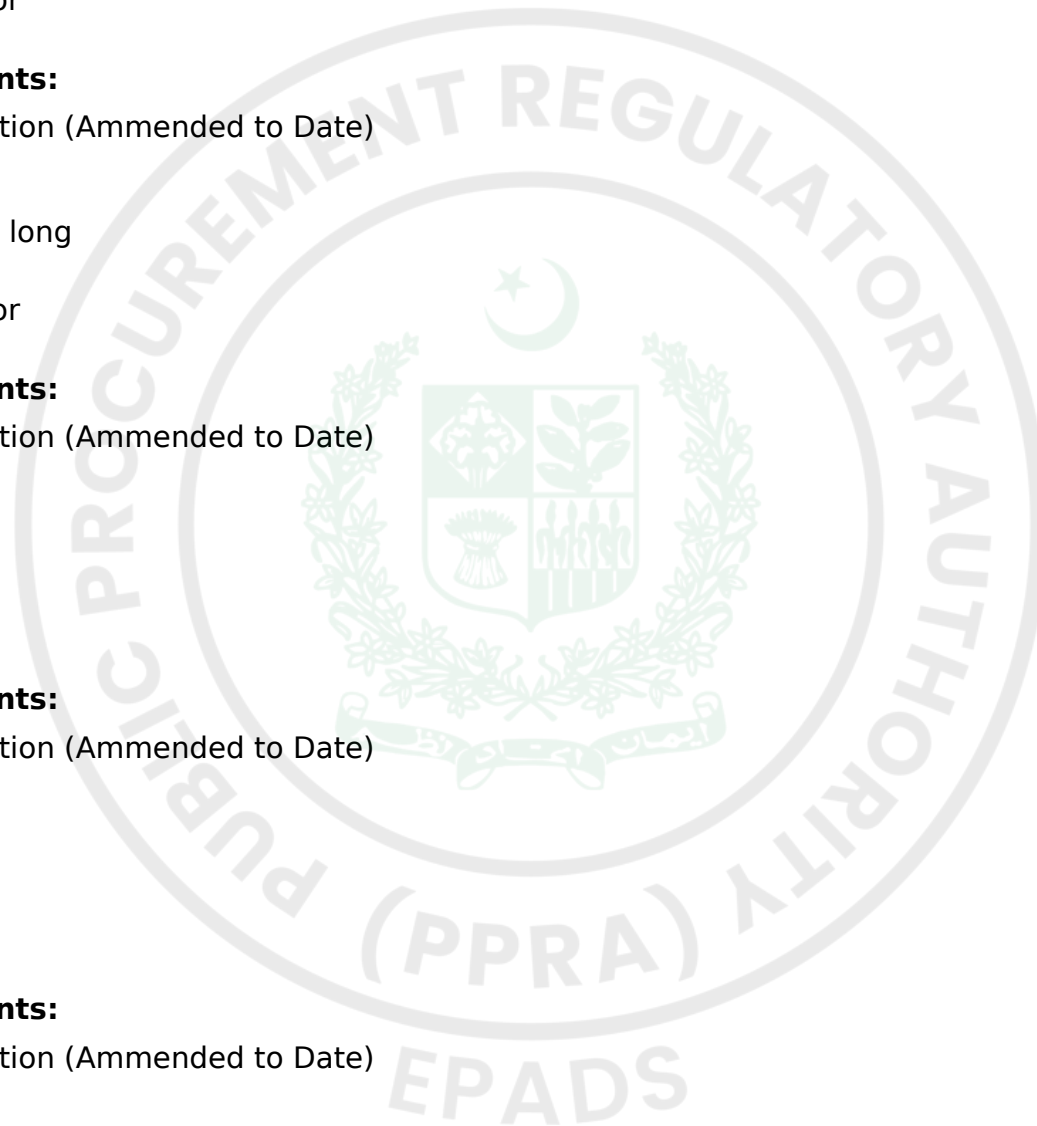 or
nts:
tion (Ammended to Date)
long
or
nts:
tion (Ammended to Date)
nts:
tion (Ammended to Date)
nts:
tion (Ammended to Date)
PUBLIC PROCUREMENT REGULATORY AUTHORITY
(PPRA)
EPADS